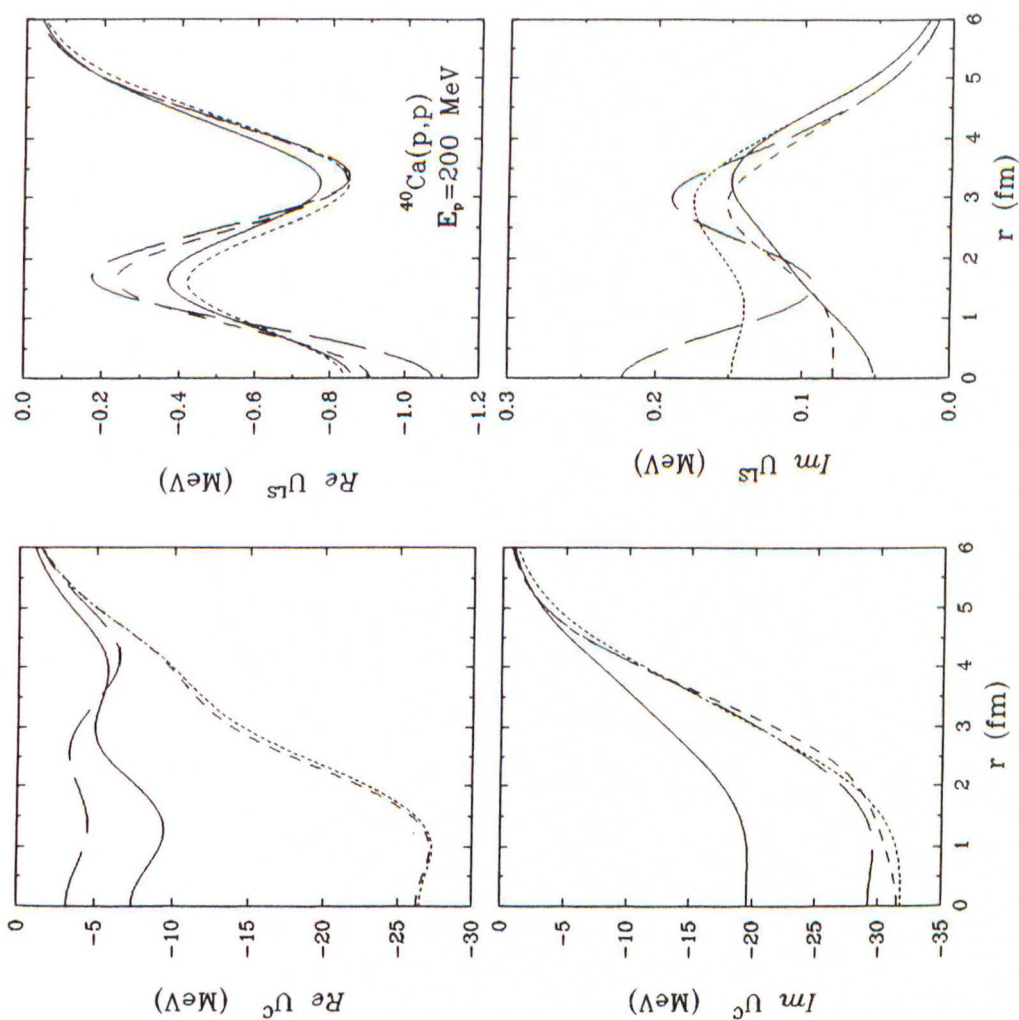 0.0
-0.2
-0.4
-0.6
-0.8
-1.0
-1.2
Re U^LS (MeV)
⁴⁰Ca(p,p)
Eₚ=200 MeV
0.3
0.2
0.1
0.0
Im U^LS (MeV)
0 1 2 3 4 5 6
r (fm)
0
-5
-10
-15
-20
-25
-30
Re U^C (MeV)
0
-5
-10
-15
-20
-25
-30
-35
Im U^C (MeV)
0 1 2 3 4 5 6
r (fm)